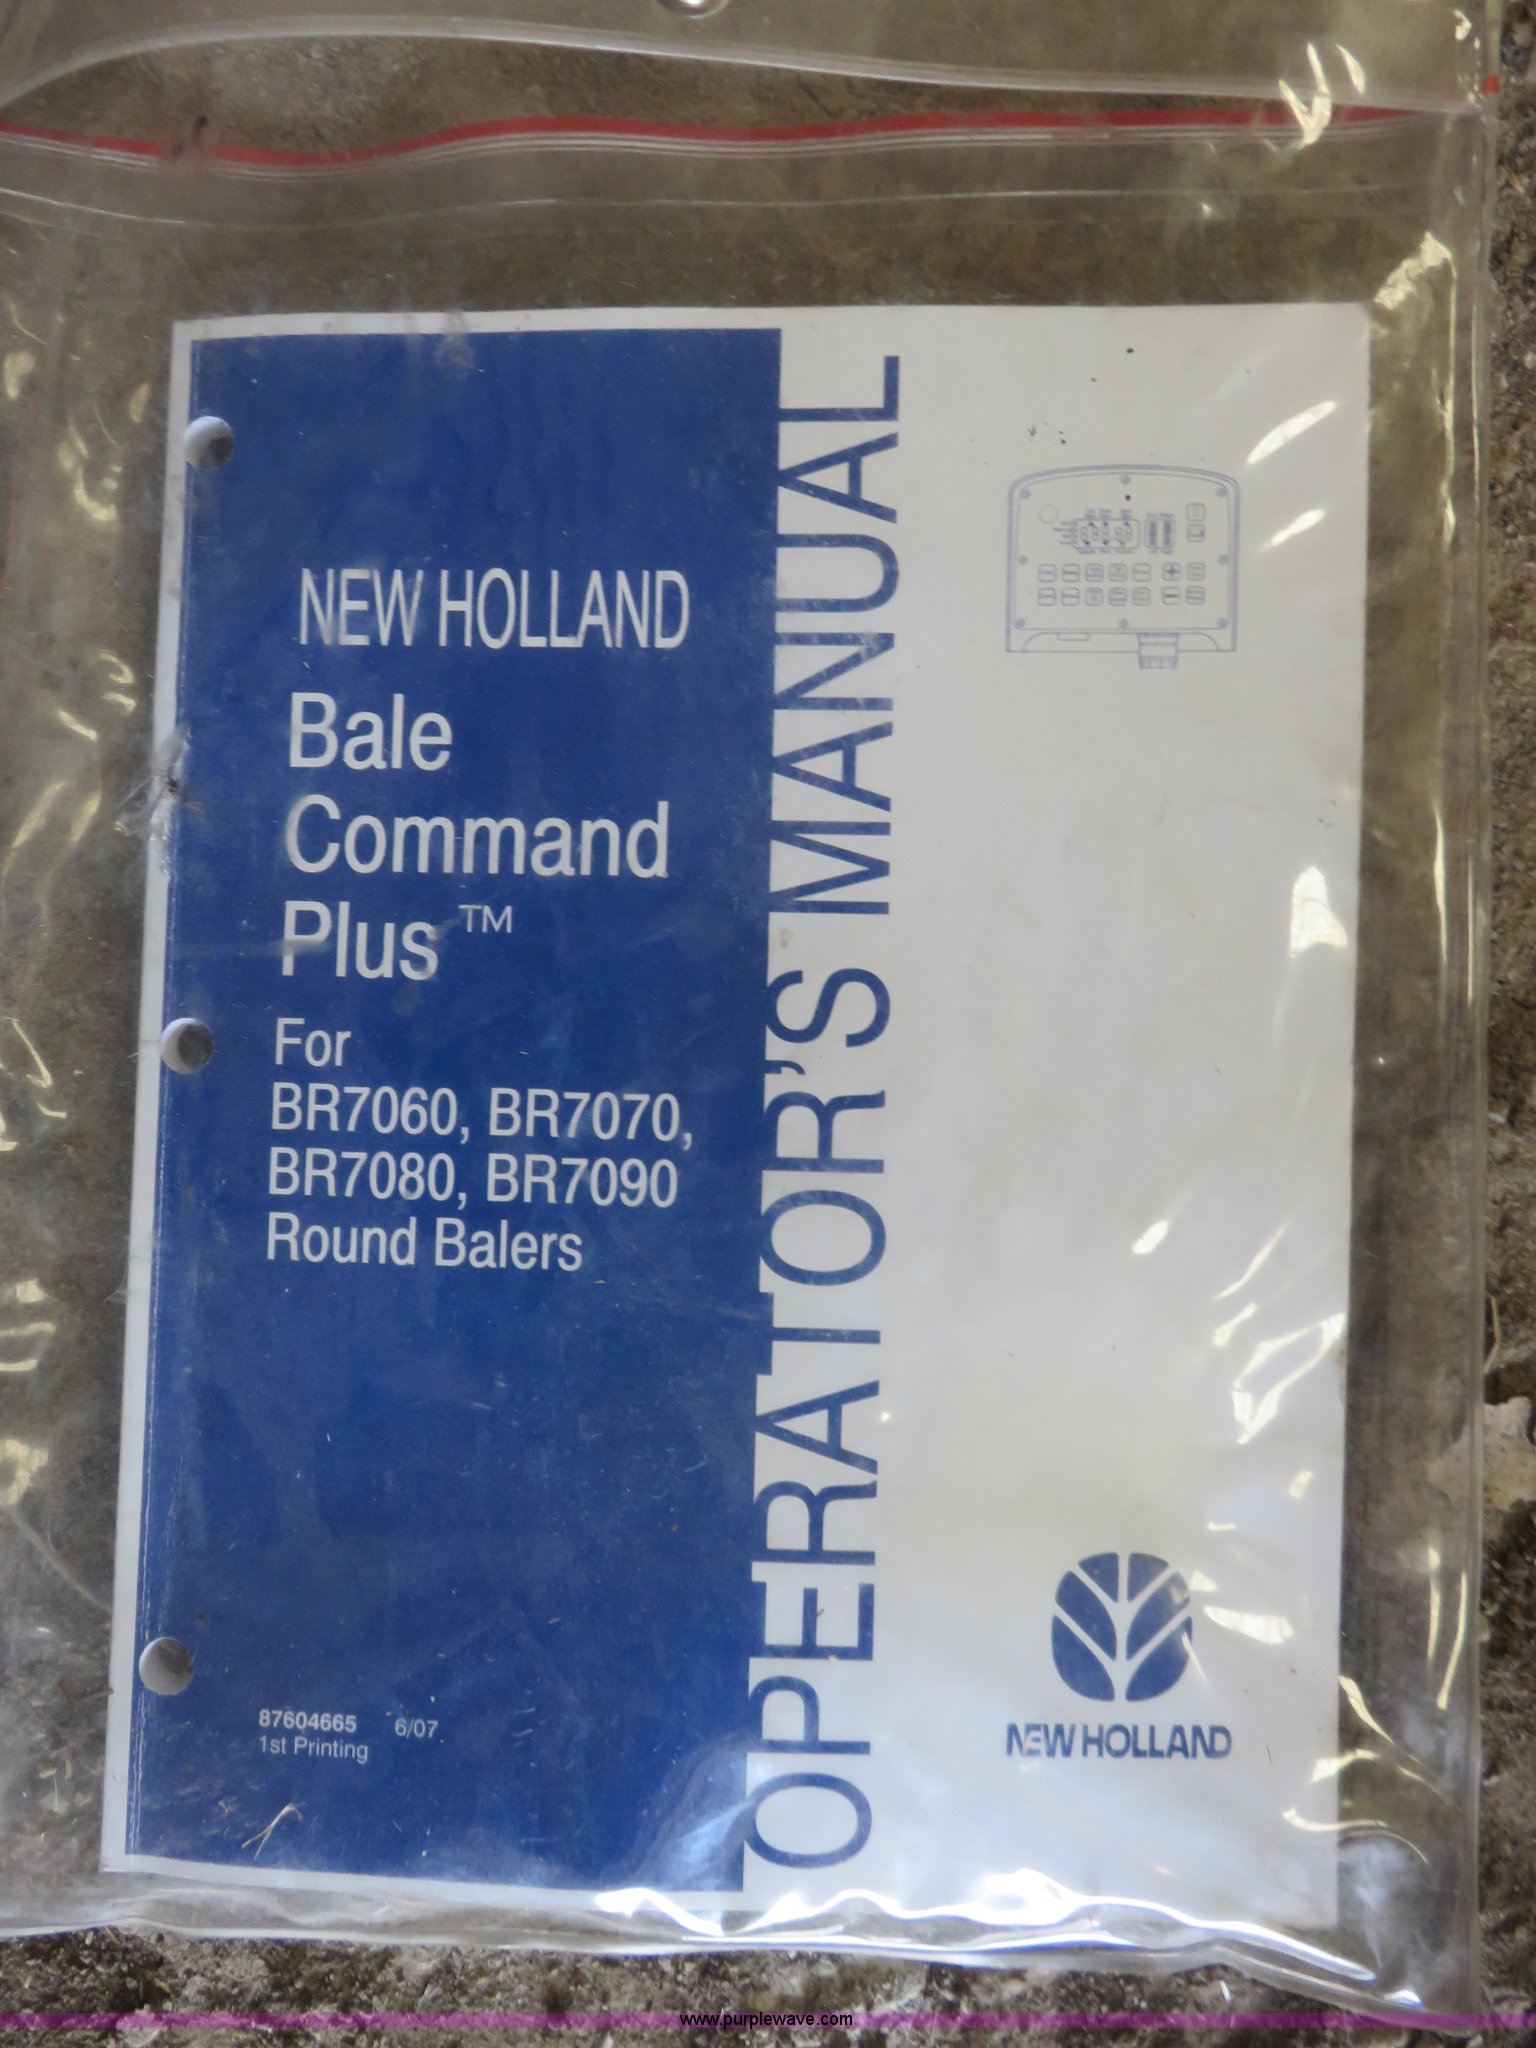 NEW HOLLAND
Bale
Command
Plus ™
For
BR7060, BR7070,
BR7080, BR7090
Round Balers
87604665 6/07
1st Printing
OPERATOR'S MANUAL
NEW HOLLAND
www.purplewave.com